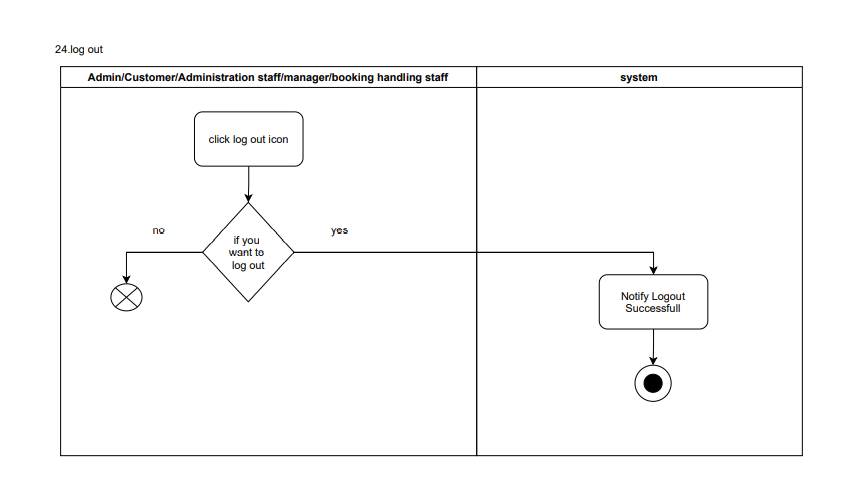 24.log out
Admin/Customer/Administration staff/manager/booking handling staff
system
click log out icon
no
yes
if you
want to
log out
Notify Logout
Successfull